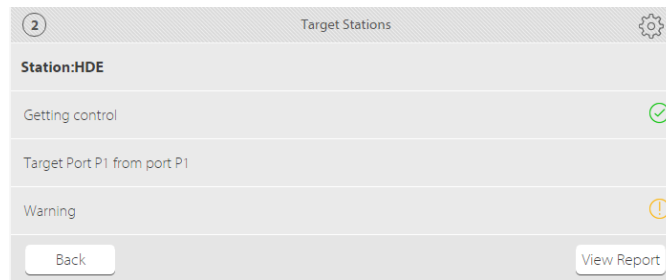 2 Target Stations
Station:HDE
Getting control
Target Port P1 from port P1
Warning
Back View Report